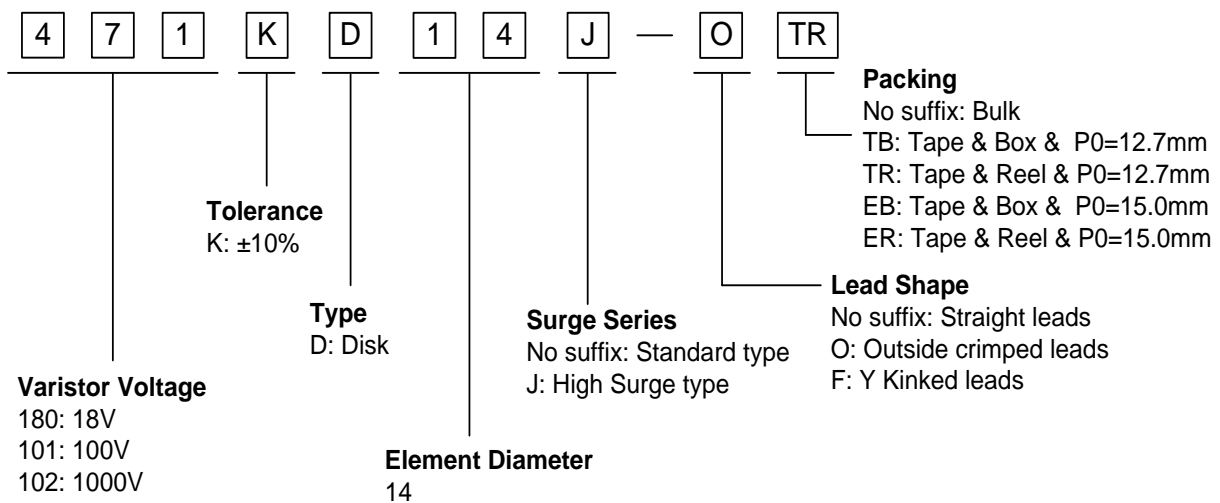 4 7 1 K D 1 4 J — O TR
Packing
No suffix: Bulk
TB: Tape & Box & P0=12.7mm
TR: Tape & Reel & P0=12.7mm
EB: Tape & Box & P0=15.0mm
ER: Tape & Reel & P0=15.0mm
Tolerance
K: ±10%
Lead Shape
No suffix: Straight leads
O: Outside crimped leads
F: Y Kinked leads
Type
D: Disk
Surge Series
No suffix: Standard type
J: High Surge type
Varistor Voltage
180: 18V
101: 100V
102: 1000V
Element Diameter
14